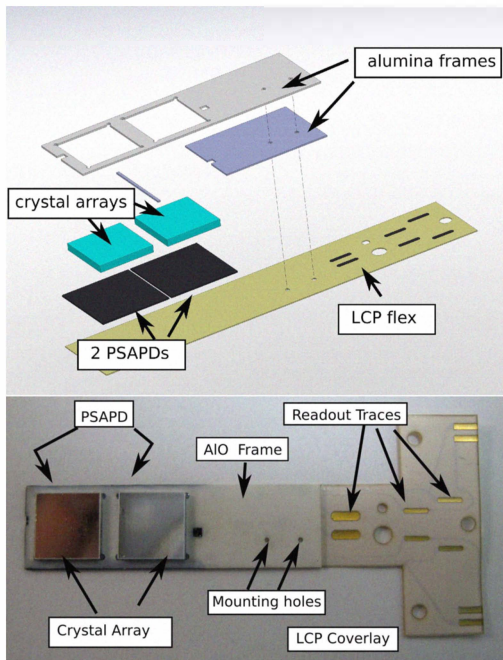 alumina frames
crystal arrays
LCP flex
2 PSAPDs
PSAPD
Readout Traces
AlO Frame
Mounting holes
Crystal Array
LCP Coverlay